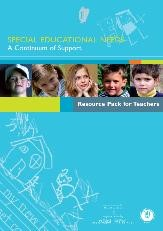 SPECIAL EDUCATIONAL NEEDS
A Continuum of Support
Resource Pack for Teachers